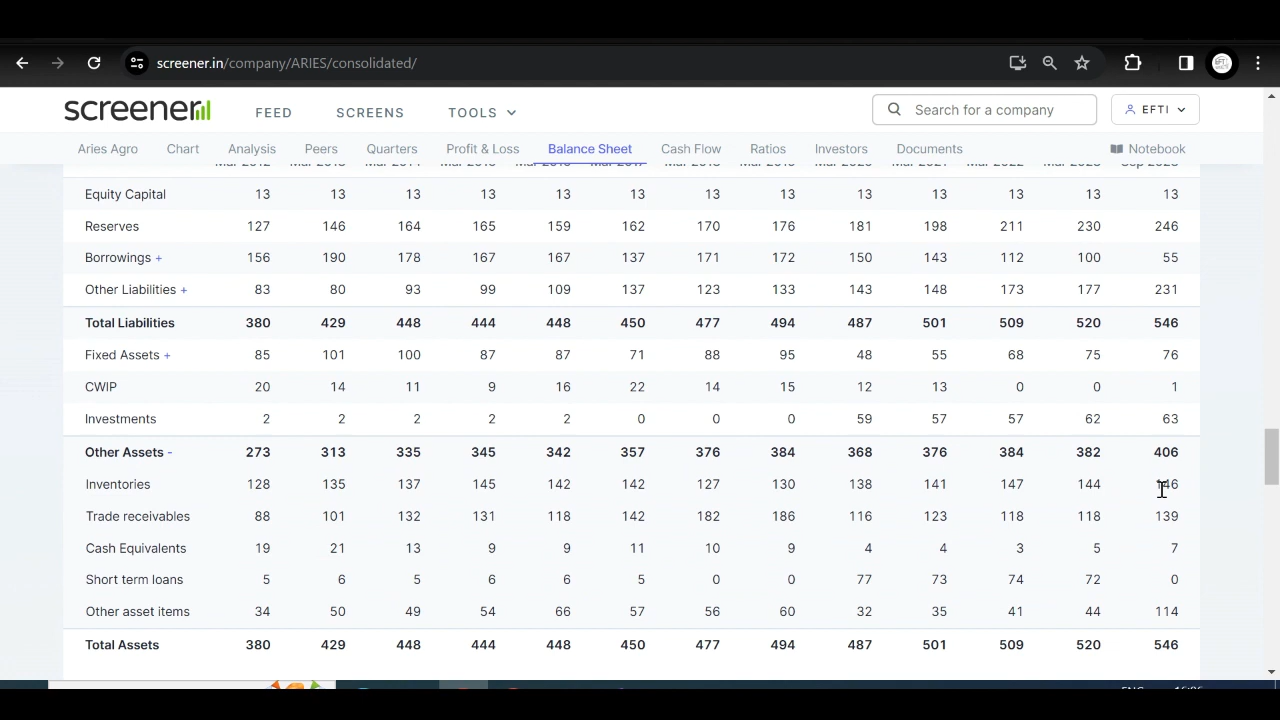 screener.in/company/ARIES/consolidated/
screener FEED SCREENS TOOLS Search for a company EFTI
Aries Agro Chart Analysis Peers Quarters Profit & Loss Balance Sheet Cash Flow Ratios Investors Documents Notebook
Equity Capital 13 13 13 13 13 13 13 13 13 13 13 13 13
Reserves 127 146 164 165 159 162 170 176 181 198 211 230 246
Borrowings + 156 190 178 167 167 137 171 172 150 143 112 100 55
Other Liabilities + 83 80 93 99 109 137 123 133 143 148 173 177 231
Total Liabilities 380 429 448 444 448 450 477 494 487 501 509 520 546
Fixed Assets + 85 101 100 87 87 71 88 95 48 55 68 75 76
CWIP 20 14 11 9 16 22 14 15 12 13 0 0 1
Investments 2 2 2 2 2 0 0 0 59 57 57 62 63
Other Assets - 273 313 335 345 342 357 376 384 368 376 384 382 406
Inventories 128 135 137 145 142 142 127 130 138 141 147 144 146
Trade receivables 88 101 132 131 118 142 182 186 116 123 118 118 139
Cash Equivalents 19 21 13 9 9 11 10 9 4 4 3 5 7
Short term loans 5 6 5 6 6 5 0 0 77 73 74 72 0
Other asset items 34 50 49 54 66 57 56 60 32 35 41 44 114
Total Assets 380 429 448 444 448 450 477 494 487 501 509 520 546